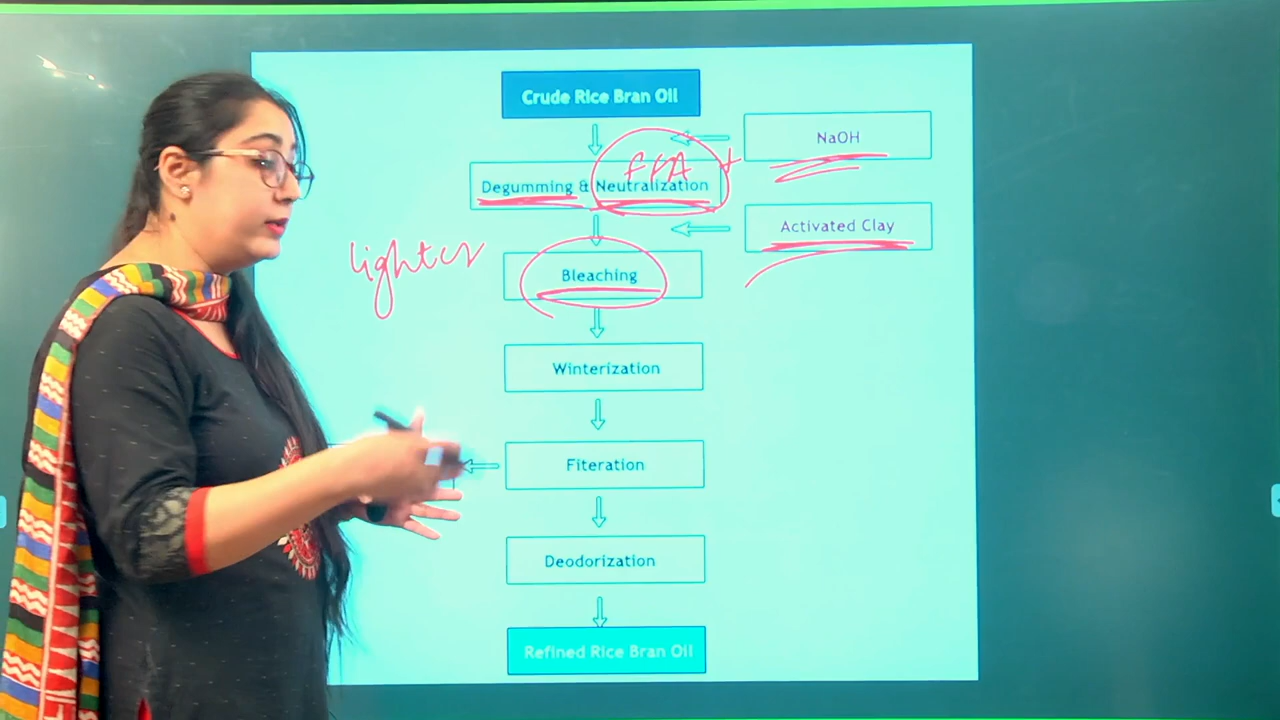 Crude Rice Bran Oil
NaOH
FFA +
Degumming & Neutralization
Activated Clay
lighter
Bleaching
Winterization
Fiteration
Deodorization
Refined Rice Bran Oil